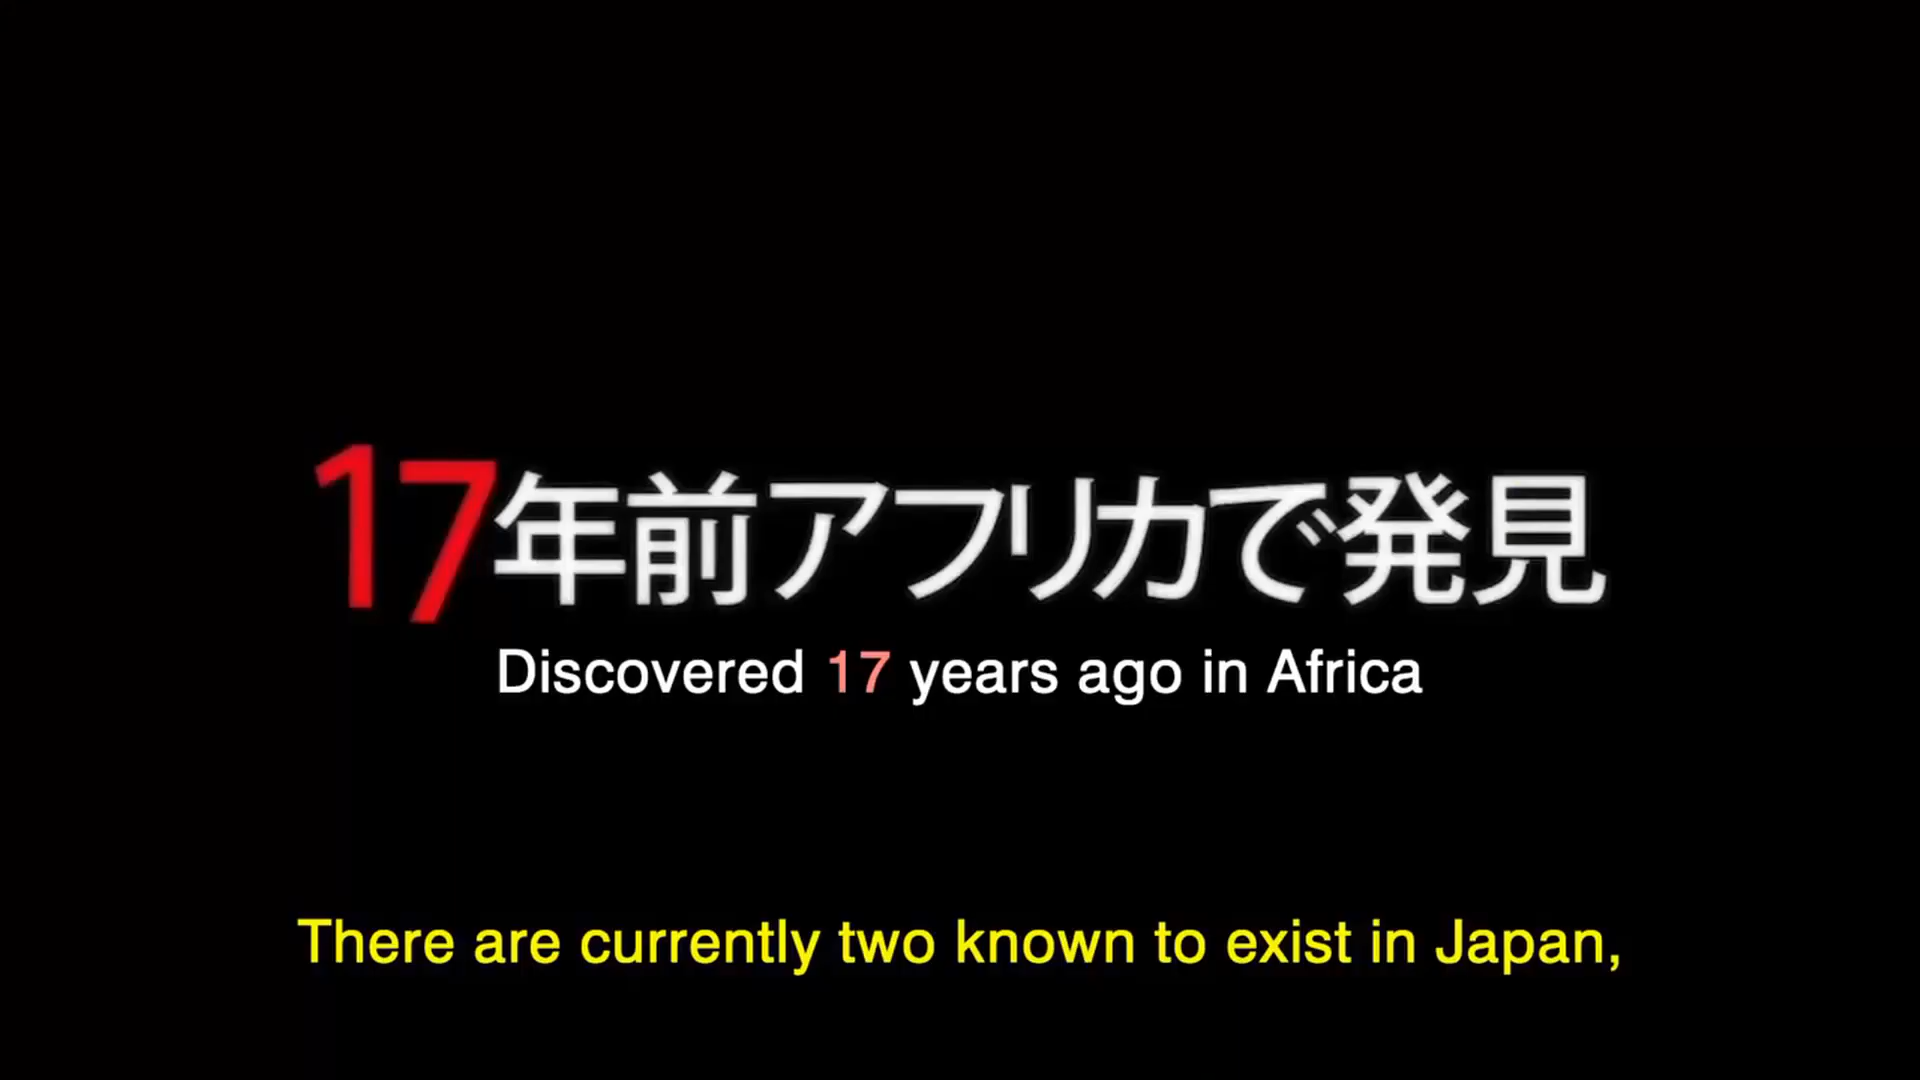 17年前アフリカで発見
Discovered 17 years ago in Africa
There are currently two known to exist in Japan,